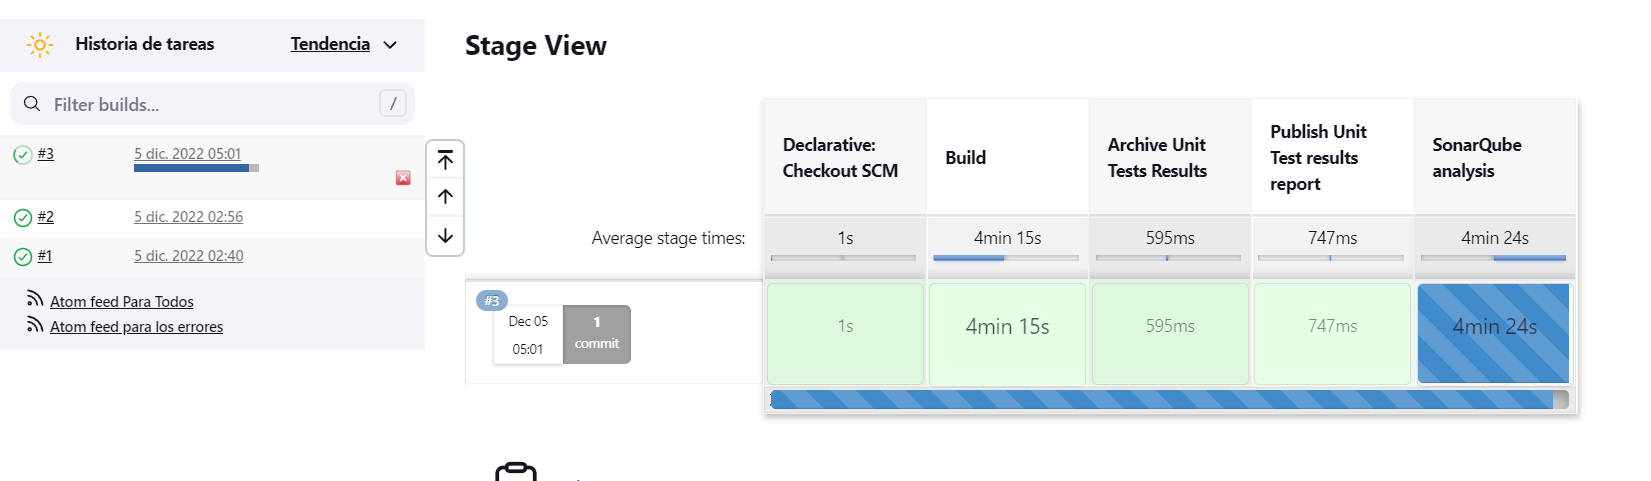 Historia de tareas
Tendencia
Filter builds...
/
#3
5 dic. 2022 05:01
#2
5 dic. 2022 02:56
#1
5 dic. 2022 02:40
Atom feed Para Todos
Atom feed para los errores
Stage View
Declarative:
Checkout SCM
Build
Archive Unit
Tests Results
Publish Unit
Test results
report
SonarQube
analysis
Average stage times:
1s
4min 15s
595ms
747ms
4min 24s
#3
Dec 05
05:01
1
commit
1s
4min 15s
595ms
747ms
4min 24s